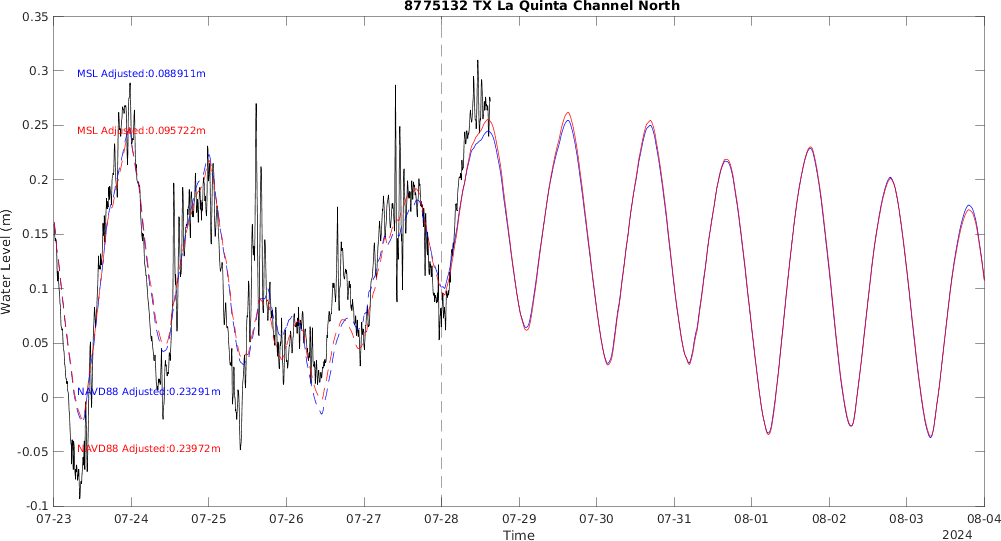 8775132 TX La Quinta Channel North
0.35
0.3
0.25
0.2
0.15
0.1
0.05
0
-0.05
-0.1
Water Level (m)
MSL Adjusted:0.088911m
MSL Adjusted:0.095722m
NAVD88 Adjusted:0.23291m
NAVD88 Adjusted:0.23972m
07-23 07-24 07-25 07-26 07-27 07-28 07-29 07-30 07-31 08-01 08-02 08-03 08-04
Time
2024